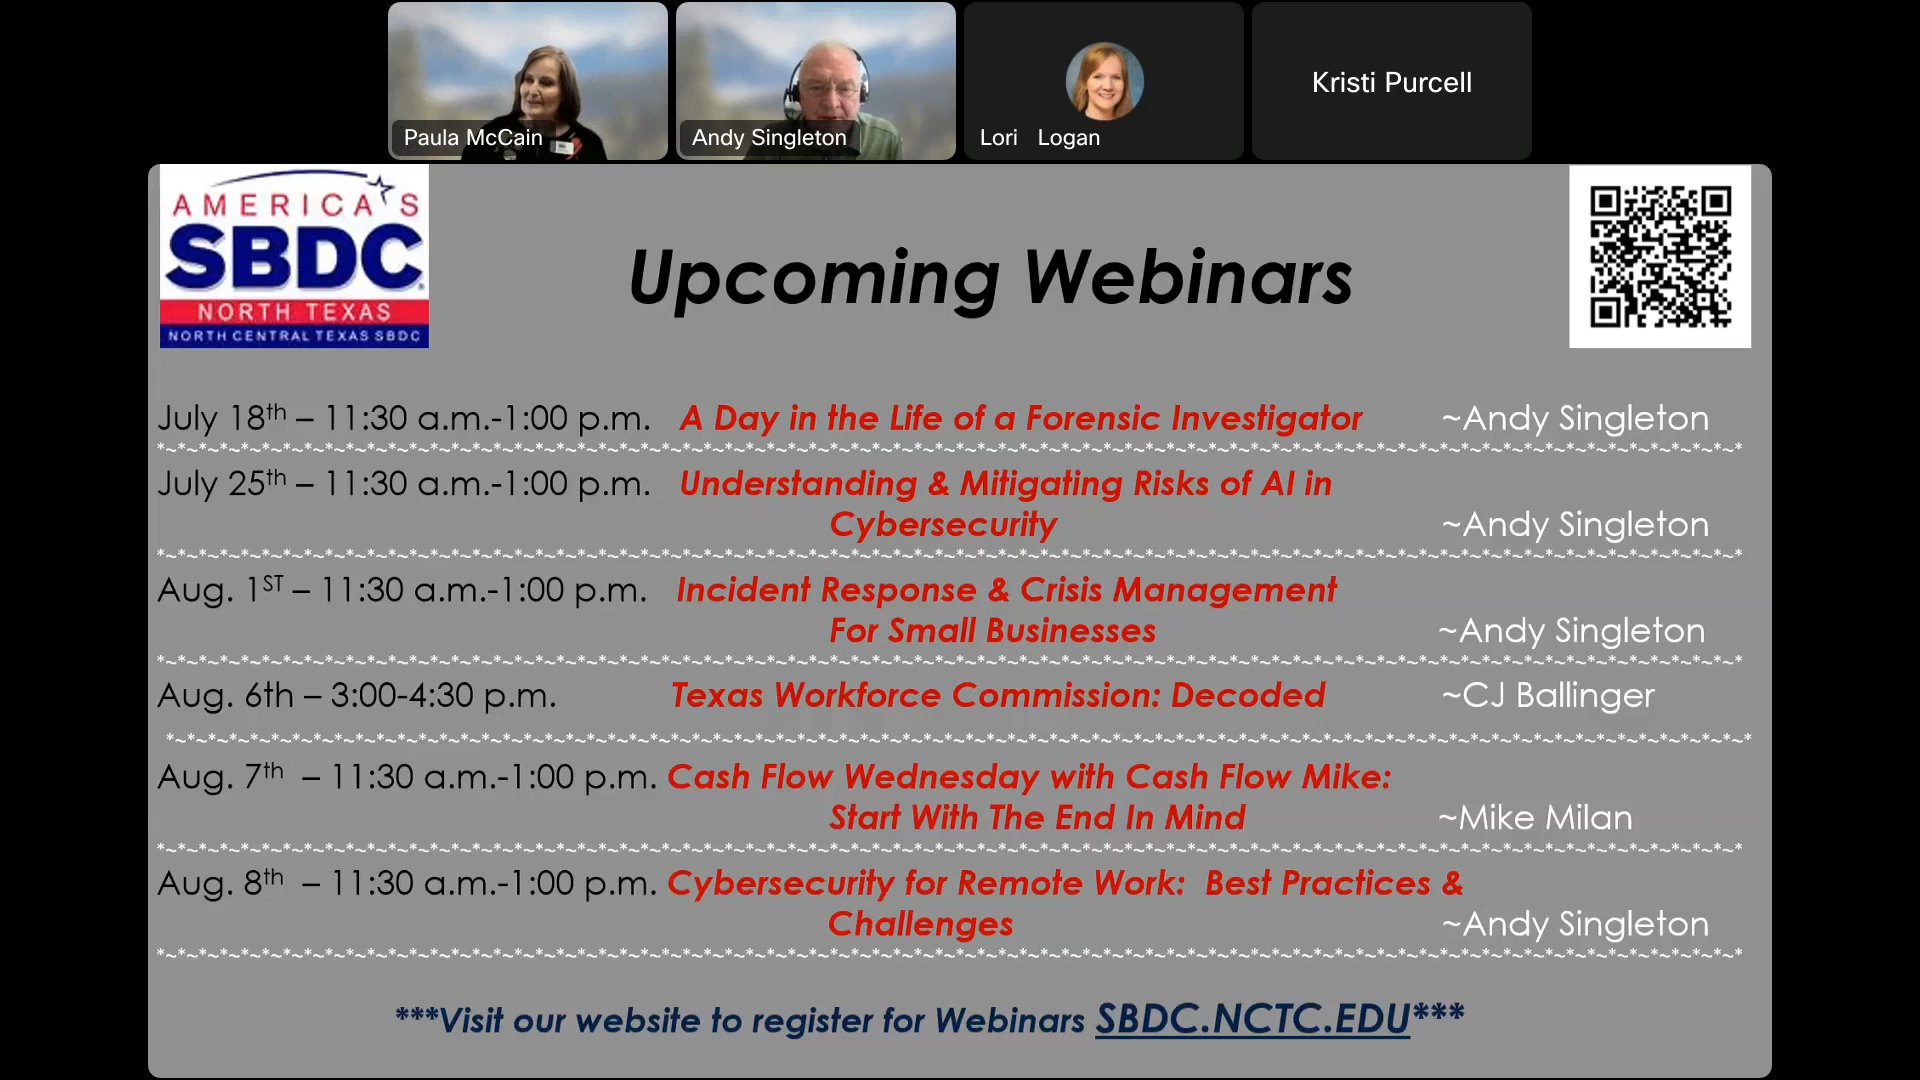 Paula McCain
Andy Singleton
Lori Logan
Kristi Purcell
AMERICA'S
SBDC
NORTH TEXAS
NORTH CENTRAL TEXAS SBDC
Upcoming Webinars
July 18th – 11:30 a.m.-1:00 p.m. A Day in the Life of a Forensic Investigator ~Andy Singleton
July 25th – 11:30 a.m.-1:00 p.m. Understanding & Mitigating Risks of AI in
Cybersecurity ~Andy Singleton
Aug. 1ST – 11:30 a.m.-1:00 p.m. Incident Response & Crisis Management
For Small Businesses ~Andy Singleton
Aug. 6th – 3:00-4:30 p.m. Texas Workforce Commission: Decoded ~CJ Ballinger
Aug. 7th – 11:30 a.m.-1:00 p.m. Cash Flow Wednesday with Cash Flow Mike:
Start With The End In Mind ~Mike Milan
Aug. 8th – 11:30 a.m.-1:00 p.m. Cybersecurity for Remote Work: Best Practices &
Challenges ~Andy Singleton
***Visit our website to register for Webinars SBDC.NCTC.EDU***